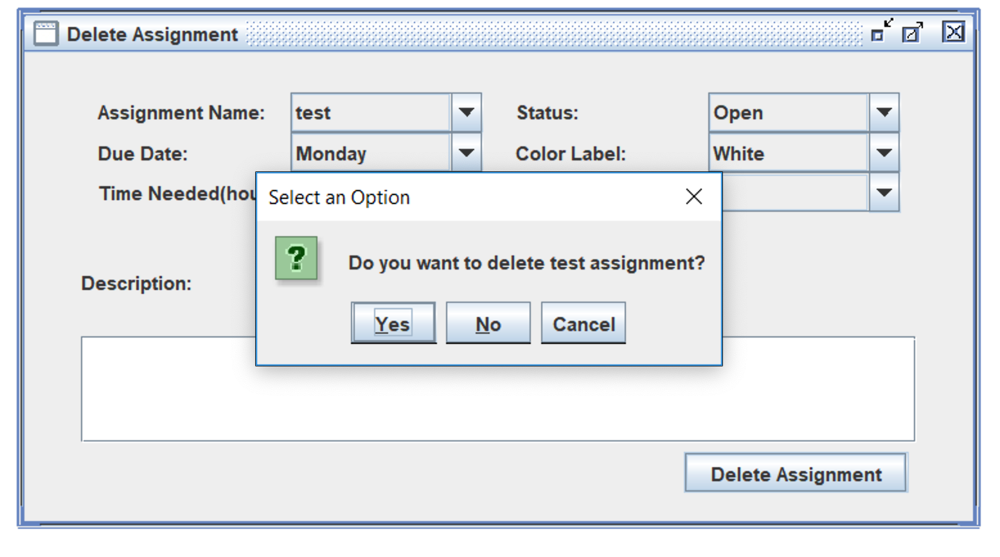 Delete Assignment
Assignment Name: test Status: Open
Due Date: Monday Color Label: White
Time Needed(hou
Select an Option
Do you want to delete test assignment?
Description:
Yes No Cancel
Delete Assignment